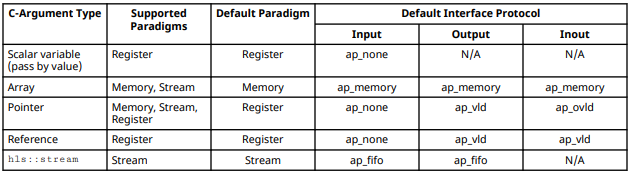 C-Argument Type Supported Paradigms Default Paradigm Default Interface Protocol
Input Output Inout
Scalar variable (pass by value) Register Register ap_none N/A N/A
Array Memory, Stream Memory ap_memory ap_memory ap_memory
Pointer Memory, Stream, Register Register ap_none ap_vld ap_ovld
Reference Register Register ap_none ap_vld ap_vld
hls::stream Stream Stream ap_fifo ap_fifo N/A